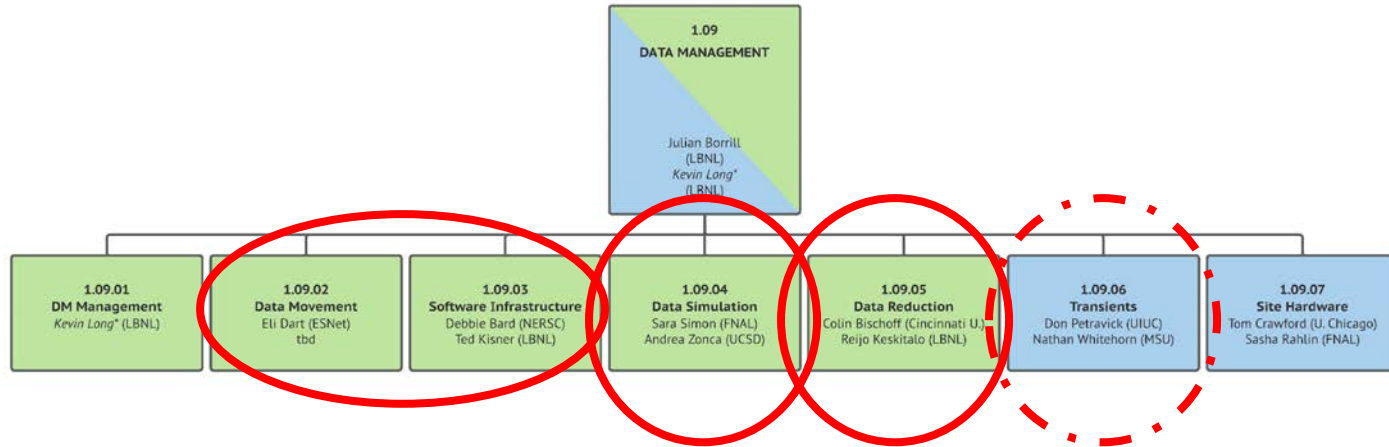 1.09
DATA MANAGEMENT
Julian Borrill
(LBNL)
Kevin Long*
(LBNL)
1.09.01
DM Management
Kevin Long* (LBNL)
1.09.02
Data Movement
Eli Dart (ESNet)
tbd
1.09.03
Software Infrastructure
Debbie Bard (NERSC)
Ted Kisner (LBNL)
1.09.04
Data Simulation
Sara Simon (FNAL)
Andrea Zonca (UCSD)
1.09.05
Data Reduction
Colin Bischoff (Cincinnati U.)
Reijo Keskitalo (LBNL)
1.09.06
Transients
Don Petravick (UIUC)
Nathan Whitehorn (MSU)
1.09.07
Site Hardware
Tom Crawford (U. Chicago)
Sasha Rahlin (FNAL)